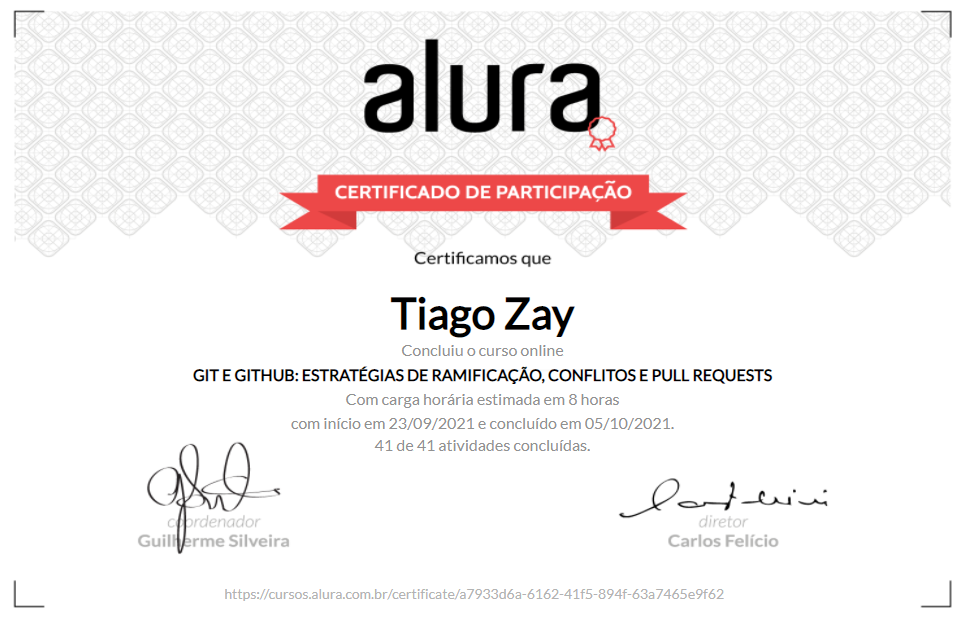 alura
CERTIFICADO DE PARTICIPAÇÃO
Certificamos que
Tiago Zay
Concluiu o curso online
GIT E GITHUB: ESTRATÉGIAS DE RAMIFICAÇÃO, CONFLITOS E PULL REQUESTS
Com carga horária estimada em 8 horas
com início em 23/09/2021 e concluído em 05/10/2021.
41 de 41 atividades concluídas.
coordenador
Guilherme Silveira
diretor
Carlos Felício
https://cursos.alura.com.br/certificate/a7933d6a-6162-41f5-894f-63a7465e9f62